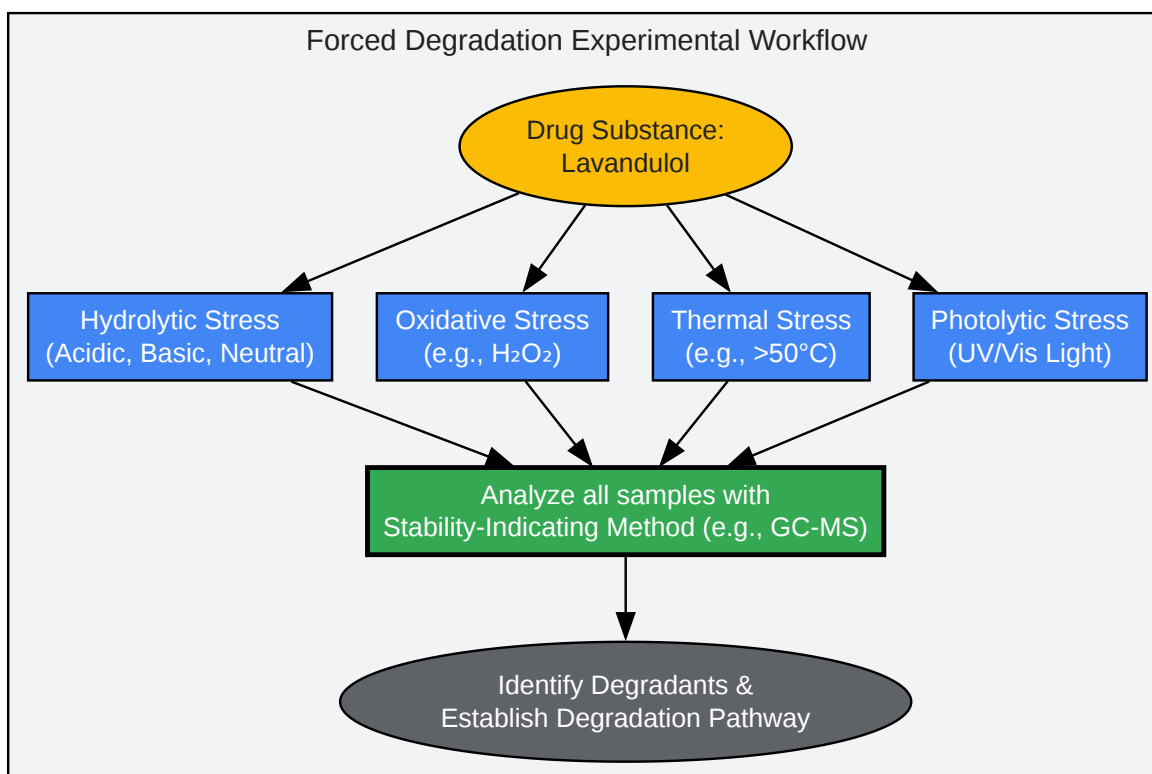 Forced Degradation Experimental Workflow
Drug Substance:
Lavandulol
Hydrolytic Stress
(Acidic, Basic, Neutral)
Oxidative Stress
(e.g., H₂O₂)
Thermal Stress
(e.g., >50°C)
Photolytic Stress
(UV/Vis Light)
Analyze all samples with
Stability-Indicating Method (e.g., GC-MS)
Identify Degradants &
Establish Degradation Pathway